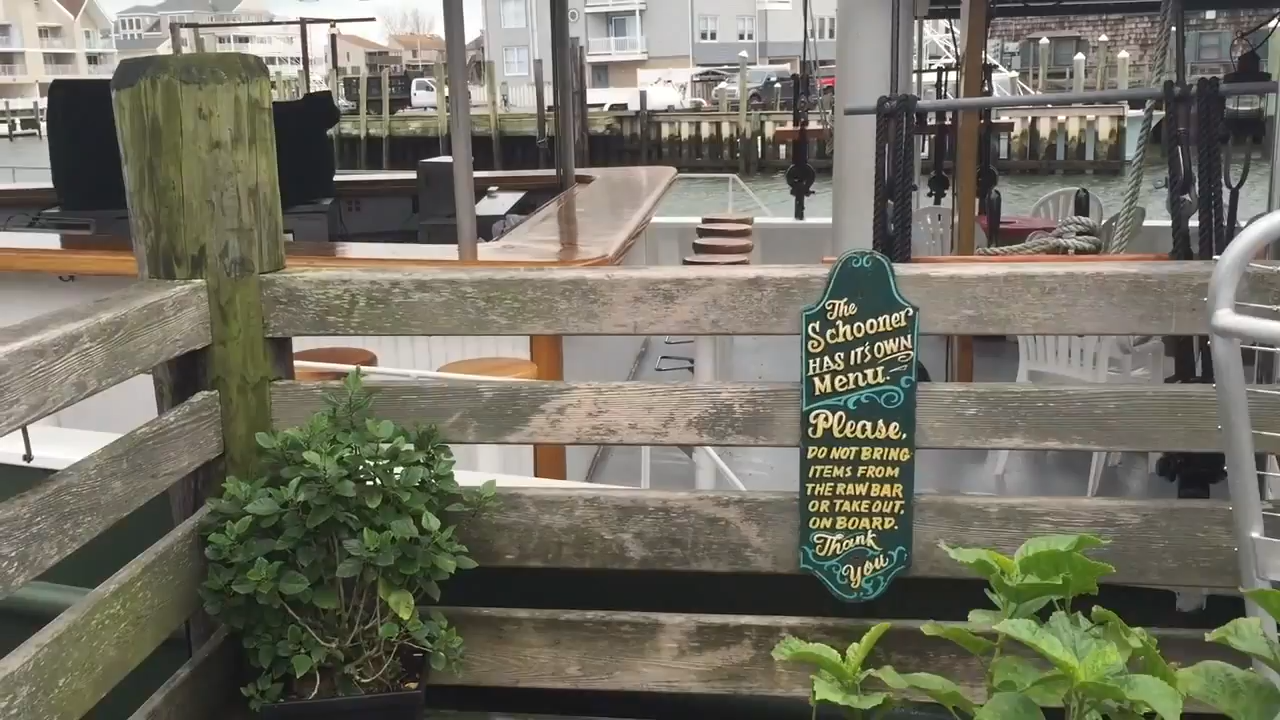 The
Schooner
HAS IT'S OWN
Menu.
Please,
DO NOT BRING
ITEMS FROM
THE RAW BAR
OR TAKE OUT,
ON BOARD.
Thank
You